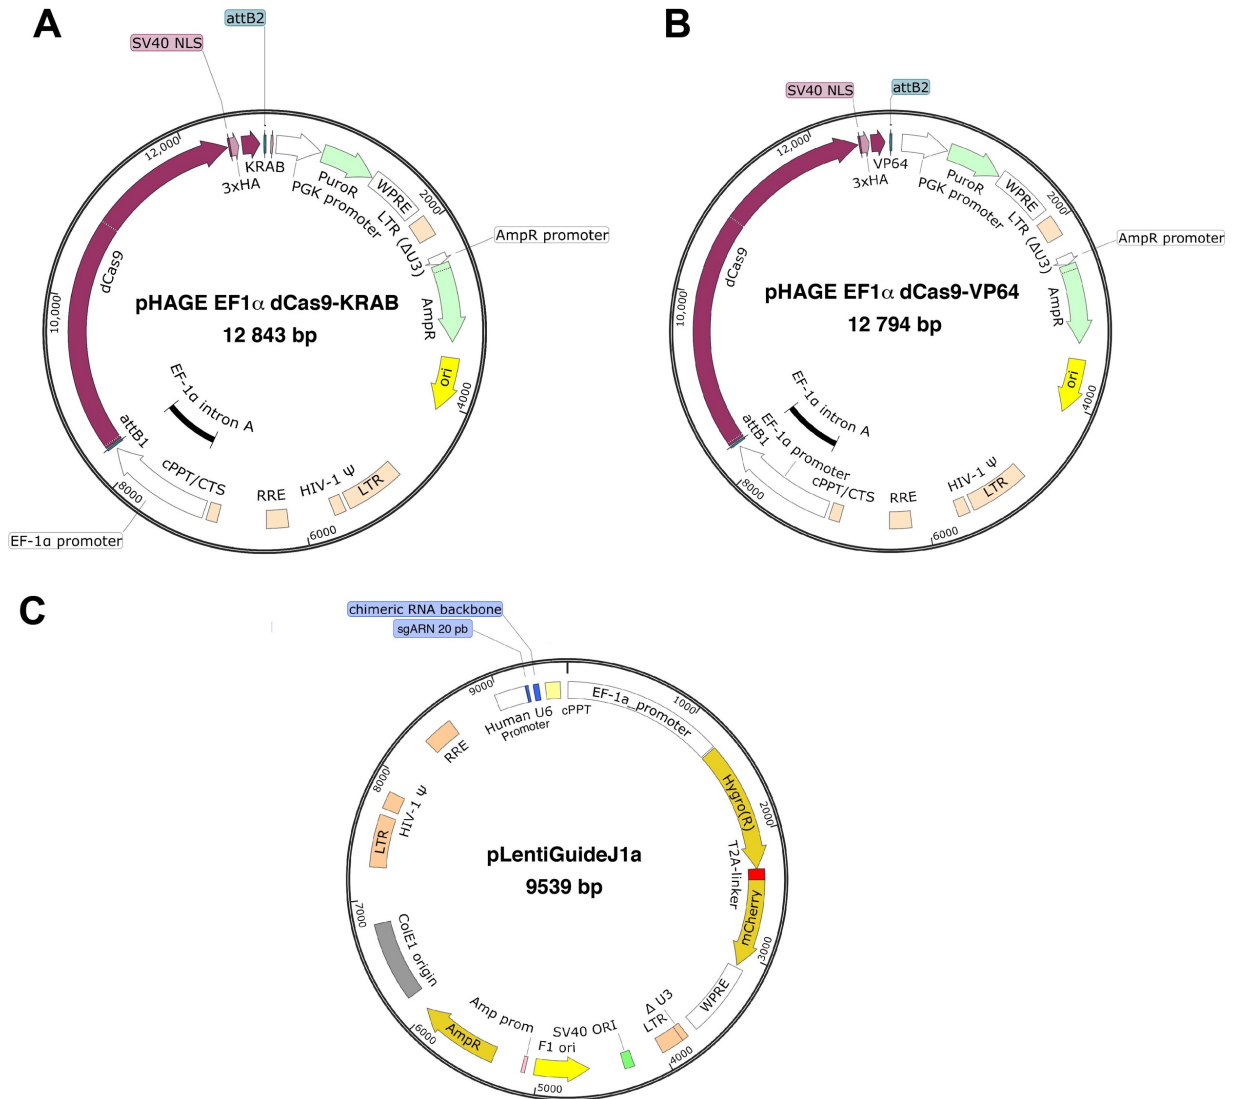 A
attB2
SV40 NLS
12,000
KRAB
3xHA
PGK promoter
PuroR
WPRE
2000
LTR (ΔU3)
AmpR promoter
AmpR
dCas9
10,000
pHAGE EF1α dCas9-KRAB
12 843 bp
ori
4000
EF-1α intron A
attB1
cPPT/CTS
8000
RRE
HIV-1 Ψ
LTR
6000
EF-1α promoter
B
attB2
SV40 NLS
12,000
VP64
3xHA
PGK promoter
PuroR
WPRE
2000
LTR (ΔU3)
AmpR promoter
AmpR
dCas9
10,000
pHAGE EF1α dCas9-VP64
12 794 bp
ori
4000
EF-1α intron A
attB1
EF-1α promoter
cPPT/CTS
8000
RRE
HIV-1 Ψ
LTR
6000
C
chimeric RNA backbone
sgARN 20 pb
9000
Human U6
Promoter
cPPT
EF-1a_promoter
1000
RRE
Hygro(R)
8000
2000
HIV-1 Ψ
LTR
T2A-linker
pLentiGuideJ1a
9539 bp
mCherry
7000
3000
ColE1 origin
WPRE
Δ U3
LTR
Amp prom
SV40 ORI
6000
AmpR
F1 ori
4000
5000